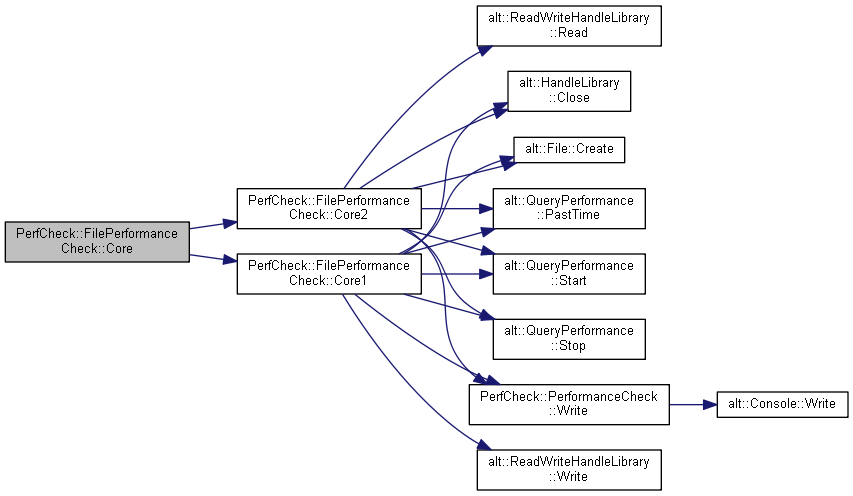 PerfCheck::FilePerformance
Check::Core
PerfCheck::FilePerformance
Check::Core2
PerfCheck::FilePerformance
Check::Core1
alt::ReadWriteHandleLibrary
::Read
alt::HandleLibrary
::Close
alt::File::Create
alt::QueryPerformance
::PastTime
alt::QueryPerformance
::Start
alt::QueryPerformance
::Stop
PerfCheck::PerformanceCheck
::Write
alt::ReadWriteHandleLibrary
::Write
alt::Console::Write